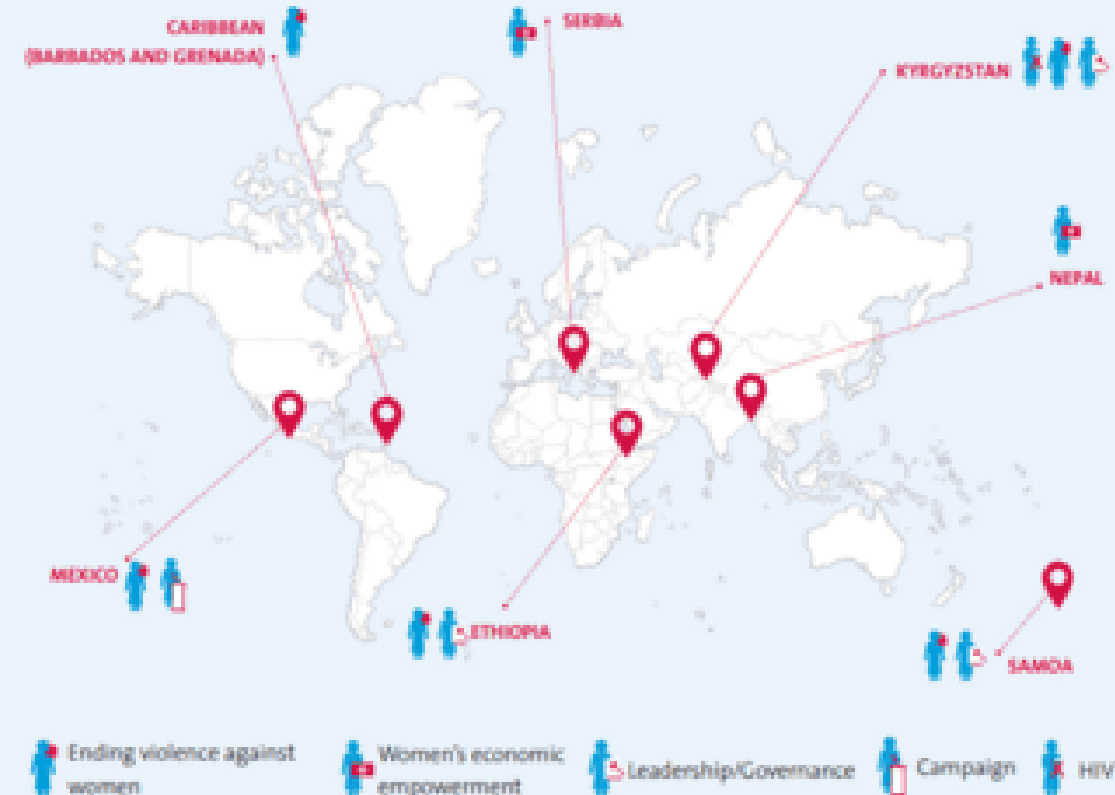 CARIBBEAN
(BARBADOS AND GRENADA)
SERBIA
KYRGYZSTAN
NEPAL
MEXICO
ETHIOPIA
SAMOA
Ending violence against
women
Women's economic
empowerment
Leadership/Governance
Campaign
HIV